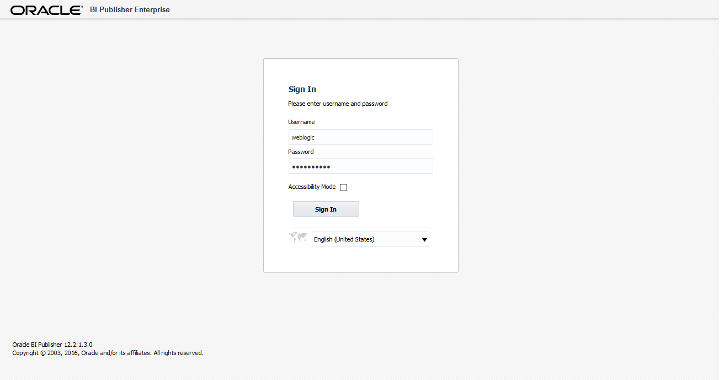 ORACLE® BI Publisher Enterprise
Sign In
Please enter username and password
Username
weblogic
Password
••••••••••
Accessibility Mode
Sign In
English (United States)
Oracle BI Publisher 12.2.1.3.0
Copyright © 2003, 2016, Oracle and/or its affiliates. All rights reserved.